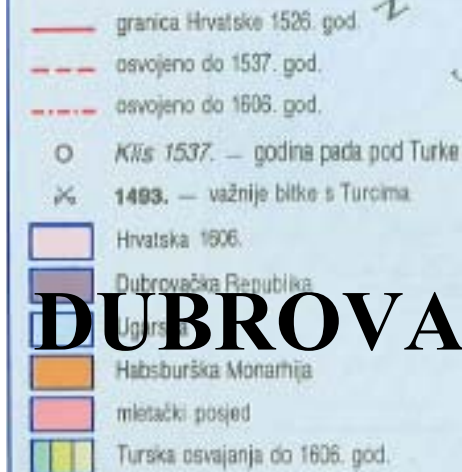 granica Hrvatske 1526. god.
osvojeno do 1537. god.
osvojeno do 1606. god.
Klis 1537. — godina pada pod Turke
1493. — važnije bitke s Turcima
Hrvatska 1606.
Dubrovačka Republika
DUBROVA
Ugarska
Habsburška Monarhija
mletački posjed
Turska osvajanja do 1606. god.